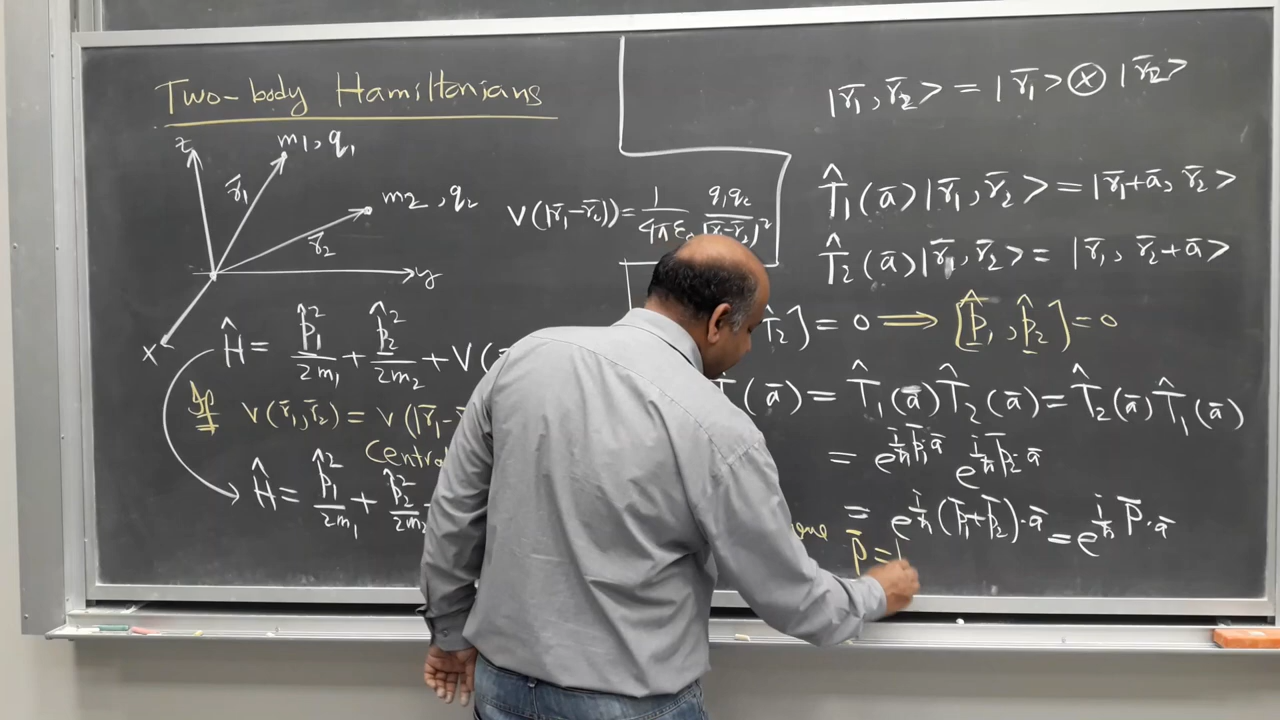 Two-body Hamiltonians
z
m1, q1
r̄1
m2, q2
r̄2
y
x
V(|r̄1-r̄2|) = 1/4πε₀ q1q2/|r̄-r̄2|²
Ĥ = p̂1²/2m1 + p̂2²/2m2 + V(
If V(r̄1, r̄2) = V(|r̄1-
Central
Ĥ = p̂1²/2m1 + p̂2²/2m2
|r̄1, r̄2> = |r̄1> ⊗ |r̄2>
T̂1(ā)|r̄1, r̄2> = |r̄1+ā, r̄2>
T̂2(ā)|r̄1, r̄2> = |r̄1, r̄2+ā>
T̂2] = 0 ⟹ [p̂1, p̂2] = 0
T̂(ā) = T̂1(ā)T̂2(ā) = T̂2(ā)T̂1(ā)
= e^{i/ħ p̄1·ā} e^{i/ħ p̄2·ā}
= e^{i/ħ (p̄1+p̄2)·ā} = e^{i/ħ P̄·ā}
P̄ =